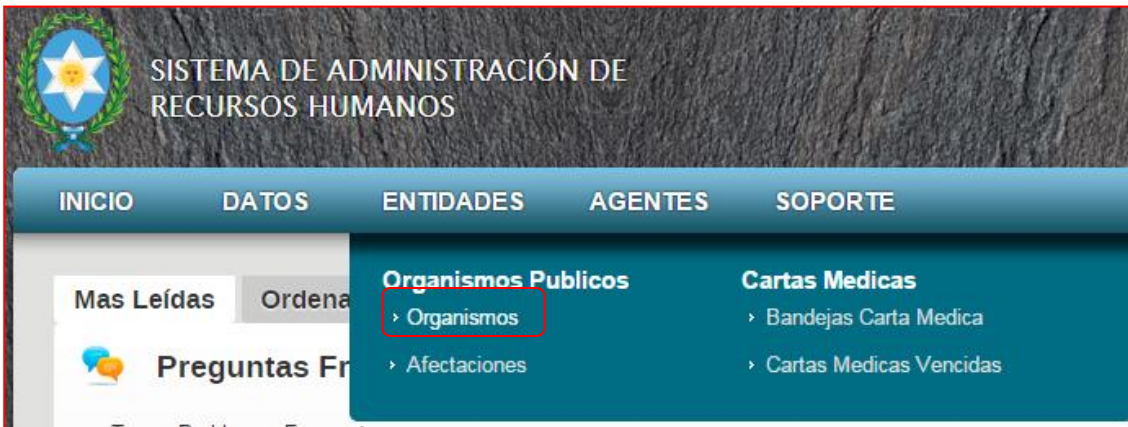 SISTEMA DE ADMINISTRACIÓN DE
RECURSOS HUMANOS
INICIO DATOS ENTIDADES AGENTES SOPORTE
Organismos Publicos
Organismos
Afectaciones
Cartas Medicas
Bandejas Carta Medica
Cartas Medicas Vencidas
Mas Leídas Ordena
Preguntas Fr